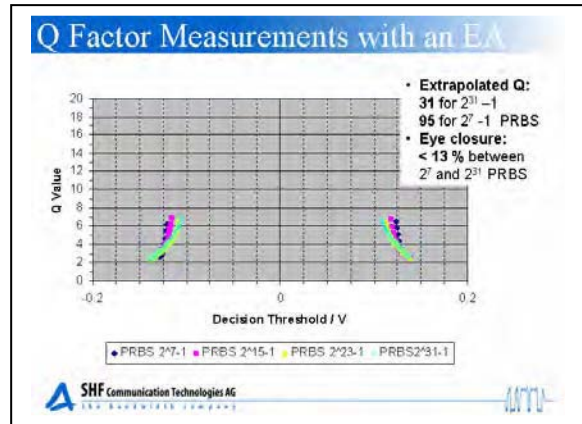 Q Factor Measurements with an EA
• Extrapolated Q:
31 for 2³¹ –1
95 for 2⁷ -1 PRBS
• Eye closure:
< 13 % between
2⁷ and 2³¹ PRBS
20
18
16
14
12
10
8
6
4
2
0
Q Value
-0.2 0 0.2
Decision Threshold / V
PRBS 2^7-1 PRBS 2^15-1 PRBS 2^23-1 PRBS2^31-1
SHF Communication Technologies AG
the bandwidth company